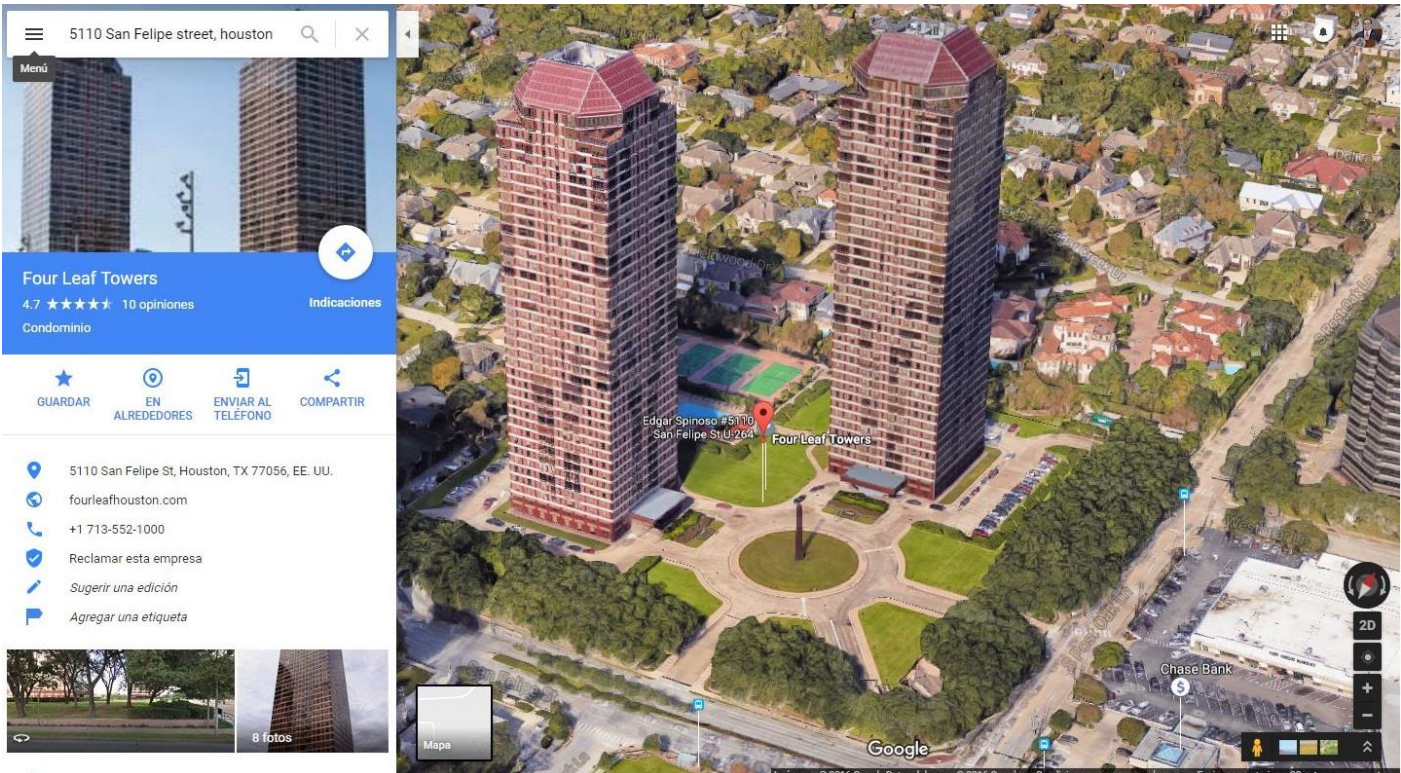 5110 San Felipe street, houston
Menú
Four Leaf Towers
4.7 ★★★★ 10 opiniones
Indicaciones
Condominio
GUARDAR
EN
ALREDEDORES
ENVIAR AL
TELÉFONO
COMPARTIR
5110 San Felipe St, Houston, TX 77056, EE. UU.
fourleafhouston.com
+1 713-552-1000
Reclamar esta empresa
Sugerir una edición
Agregar una etiqueta
8 fotos
Edgar Spinoso #5110
San Felipe St U-264
Four Leaf Towers
S Post Oak Ln
Chase Bank
$
2D
+
−
Mapa
Google